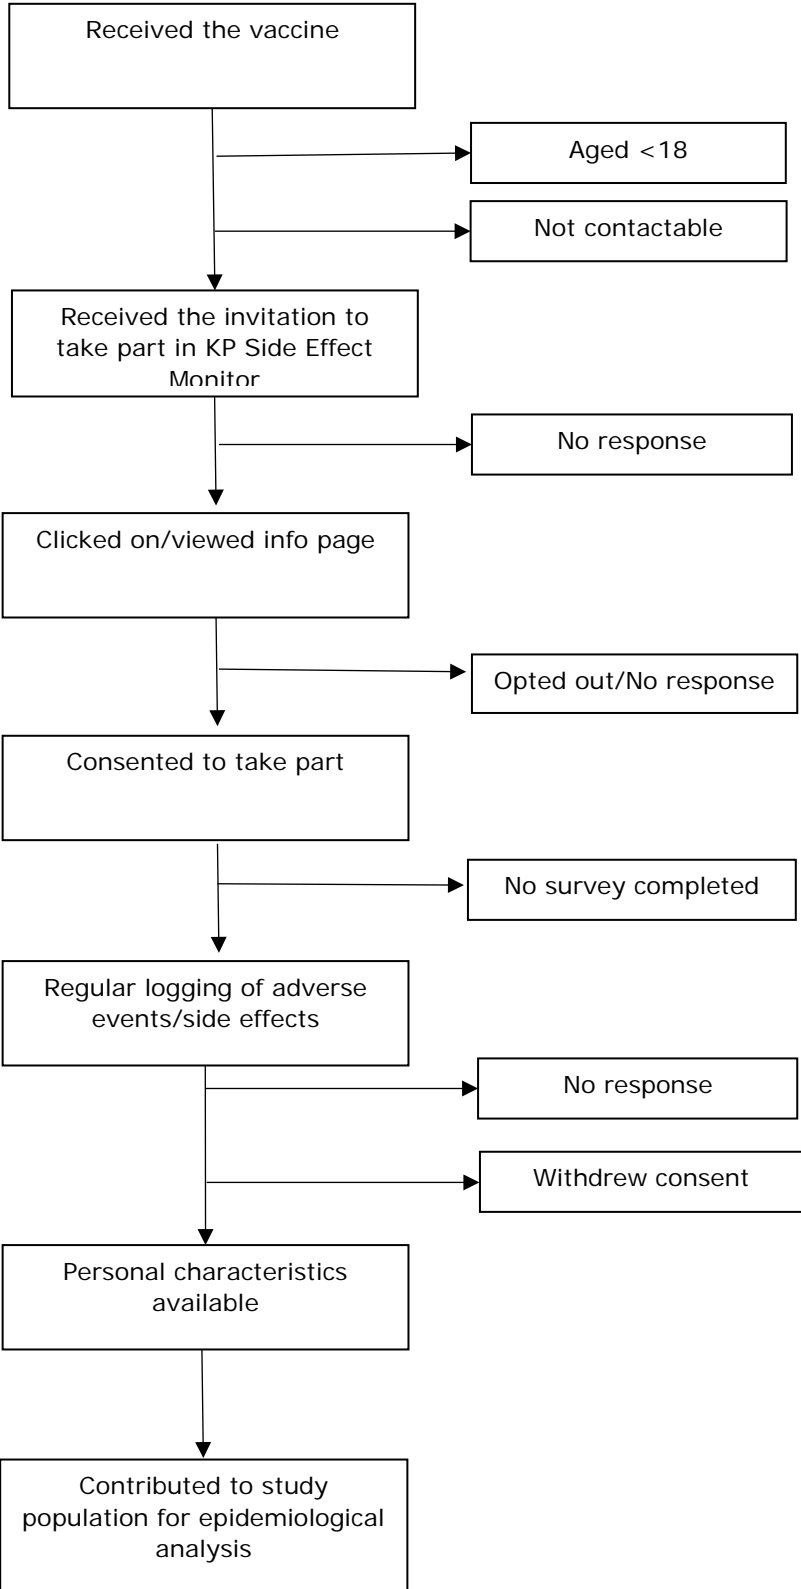 Received the vaccine
Aged <18
Not contactable
Received the invitation to
take part in KP Side Effect
Monitor
No response
Clicked on/viewed info page
Opted out/No response
Consented to take part
No survey completed
Regular logging of adverse
events/side effects
No response
Withdrew consent
Personal characteristics
available
Contributed to study
population for epidemiological
analysis